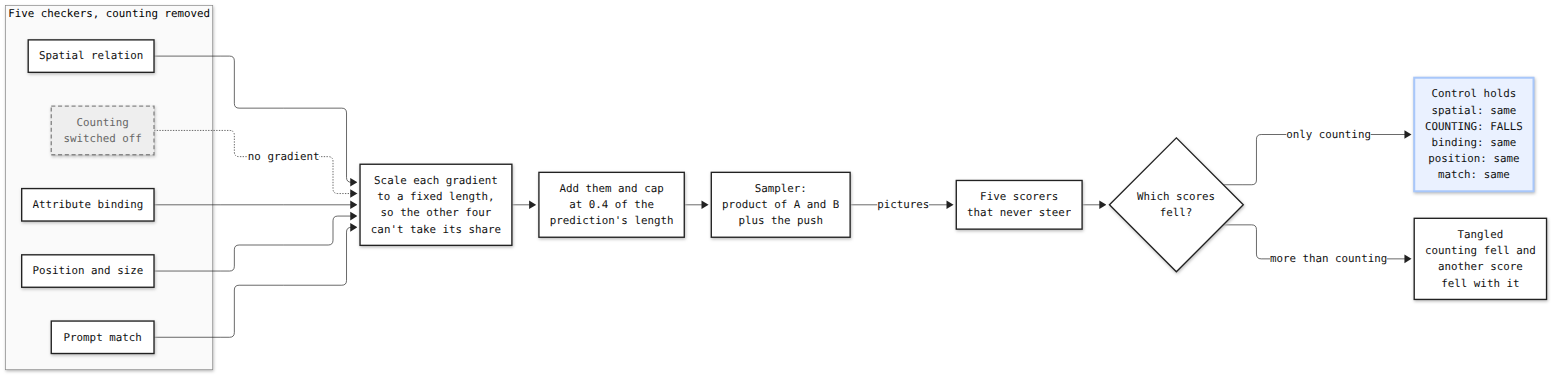 Five checkers, counting removed
Spatial relation
Counting
switched off
no gradient
Attribute binding
Position and size
Prompt match
Scale each gradient
to a fixed length,
so the other four
can't take its share
Add them and cap
at 0.4 of the
prediction's length
Sampler:
product of A and B
plus the push
pictures
Five scorers
that never steer
Which scores
fell?
only counting
more than counting
Control holds
spatial: same
COUNTING: FALLS
binding: same
position: same
match: same
Tangled
counting fell and
another score
fell with it